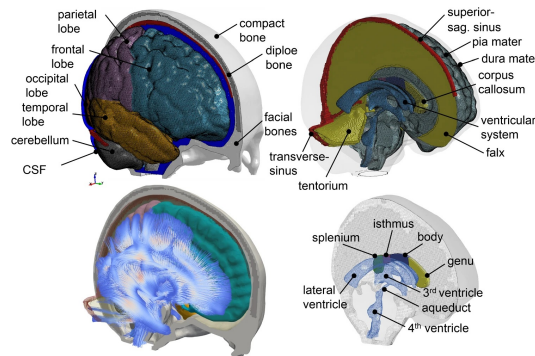 parietal
lobe
frontal
lobe
occipital
lobe
temporal
lobe
cerebellum
CSF
compact
bone
diploe
bone
facial
bones
superior-
sag. sinus
pia mater
dura mate
corpus
callosum
ventricular
system
falx
transverse-
sinus
tentorium
isthmus
splenium
body
genu
lateral
ventricle
3rd ventricle
aqueduct
4th ventricle